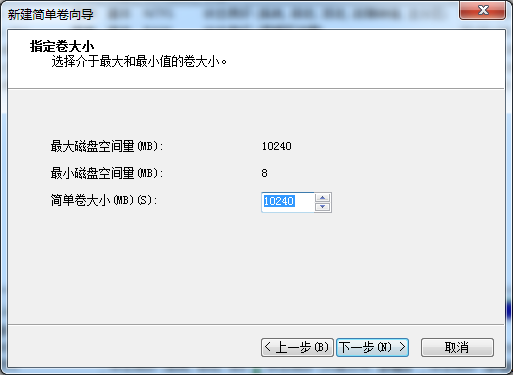 新建简单卷向导
指定卷大小
选择介于最大和最小值的卷大小。
最大磁盘空间量(MB): 10240
最小磁盘空间量(MB): 8
简单卷大小(MB)(S): 10240
< 上一步(B) 下一步(N) > 取消